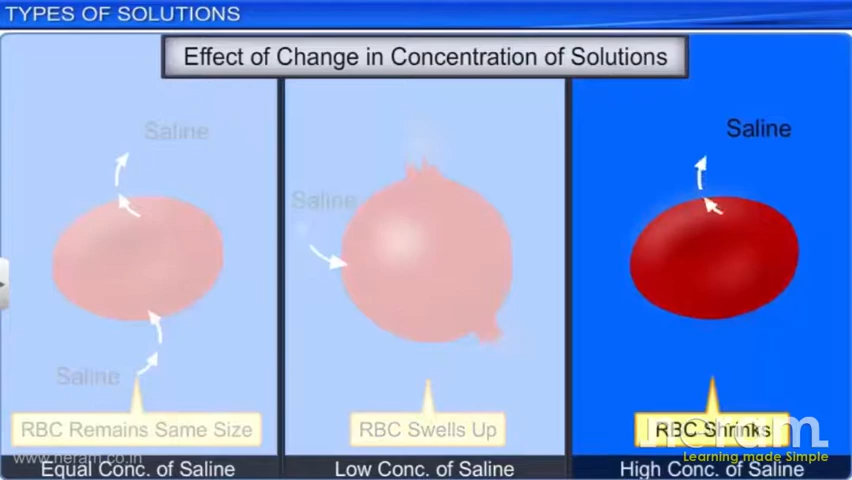 TYPES OF SOLUTIONS
Effect of Change in Concentration of Solutions
Saline
Saline
RBC Remains Same Size
Equal Conc. of Saline
Saline
RBC Swells Up
Low Conc. of Saline
Saline
RBC Shrinks
High Conc. of Saline
www.neram.co.in
neram
Learning made Simple